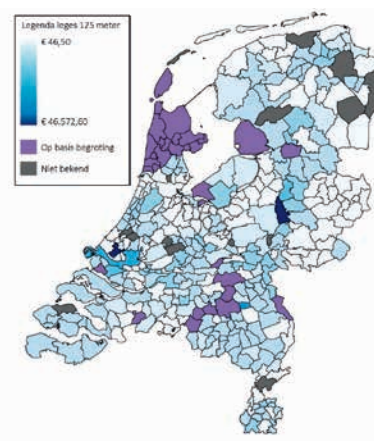 Legenda leges 125 meter
€ 46,50
€ 46.572,60
Op basis begroting
Niet bekend